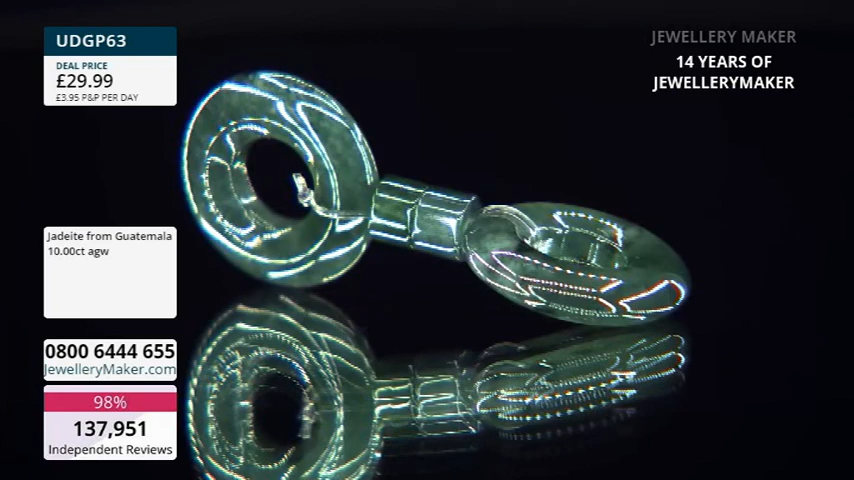 UDGP63
DEAL PRICE
£29.99
£3.95 P&P PER DAY
Jadeite from Guatemala
10.00ct agw
0800 6444 655
JewelleryMaker.com
98%
137,951
Independent Reviews
JEWELLERY MAKER
14 YEARS OF
JEWELLERYMAKER